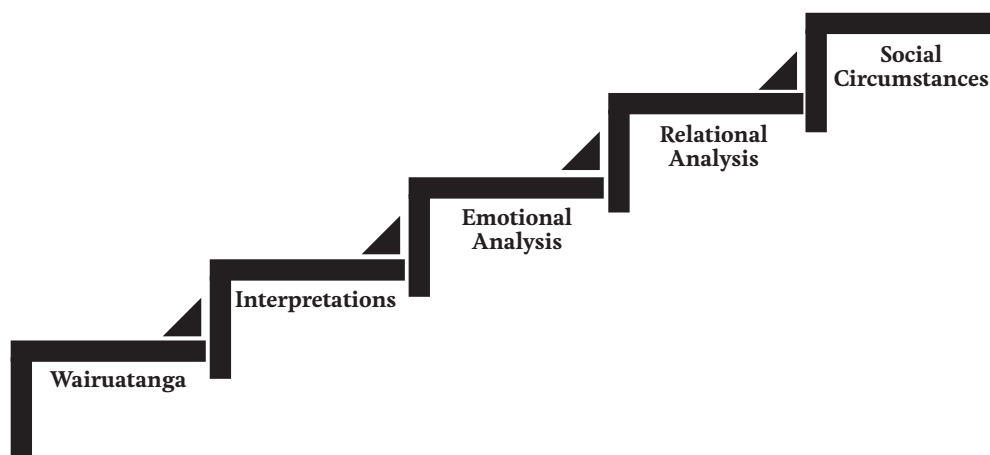 Social
Circumstances
Relational
Analysis
Emotional
Analysis
Interpretations
Wairuatanga